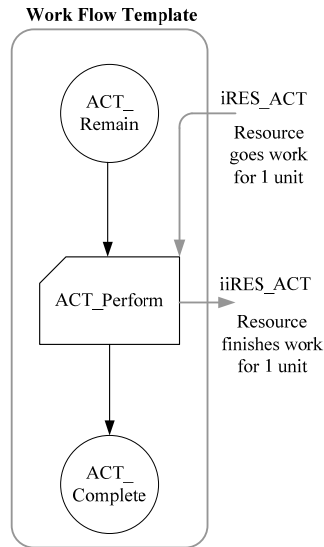 Work Flow Template
ACT_
Remain
iRES_ACT
Resource
goes work
for 1 unit
ACT_Perform
iiRES_ACT
Resource
finishes work
for 1 unit
ACT_
Complete